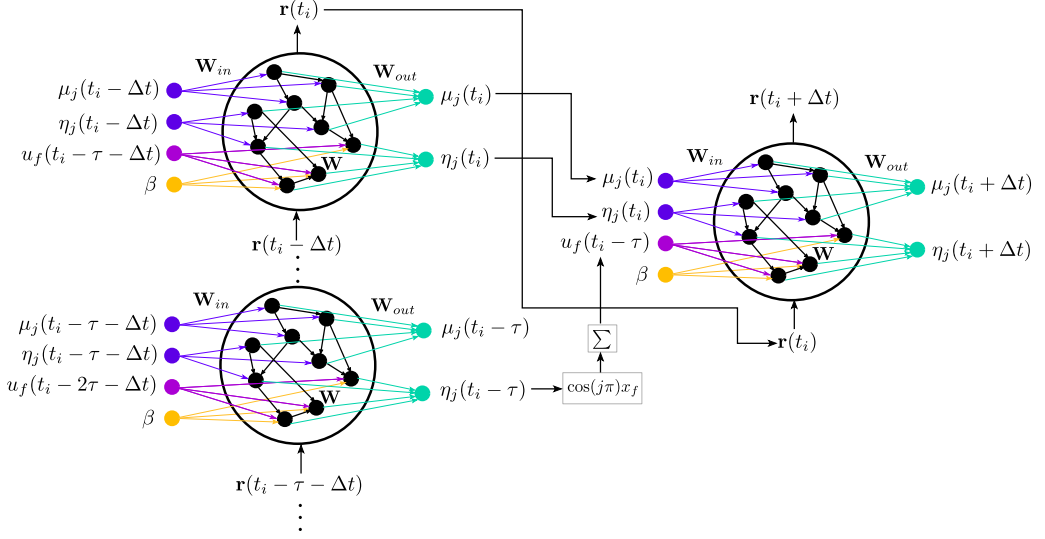 r(t_i)
W_in
W_out
μ_j(t_i − Δt)
η_j(t_i − Δt)
u_f(t_i − τ − Δt)
β
W
μ_j(t_i)
η_j(t_i)
r(t_i − Δt)
W_in
W_out
μ_j(t_i − τ − Δt)
η_j(t_i − τ − Δt)
u_f(t_i − 2τ − Δt)
β
W
μ_j(t_i − τ)
η_j(t_i − τ)
r(t_i − τ − Δt)
cos(jπ)x_f
∑
r(t_i + Δt)
W_in
W_out
μ_j(t_i)
η_j(t_i)
u_f(t_i − τ)
β
W
μ_j(t_i + Δt)
η_j(t_i + Δt)
r(t_i)